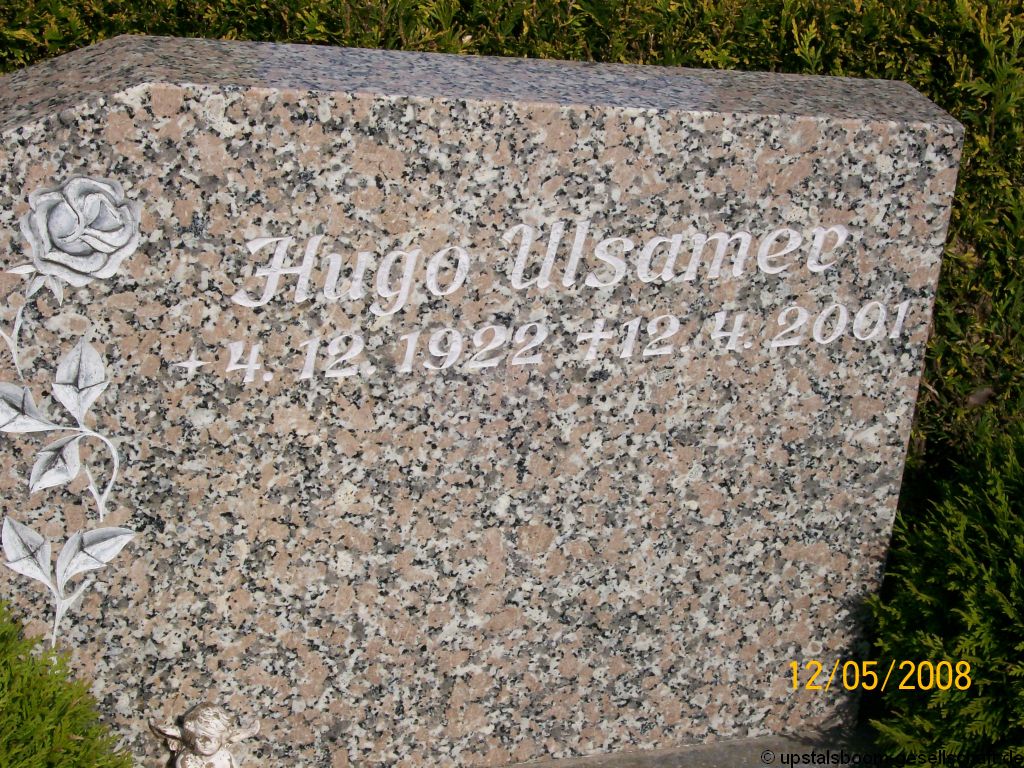 Hugo Ulsamer
+ 4. 12. 1922 ✝ 12. 4. 2001
12/05/2008
© upstalsboom-gesellschaft.de